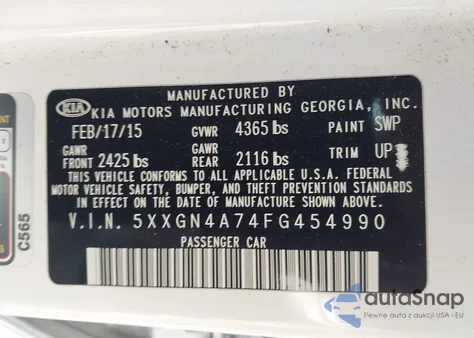 MANUFACTURED BY
KIA KIA MOTORS MANUFACTURING GEORGIA, INC.
FEB/17/15 GVWR 4365 lbs PAINT SWP
GAWR FRONT 2425 lbs GAWR REAR 2116 lbs TRIM UP
THIS VEHICLE CONFORMS TO ALL APPLICABLE U.S.A. FEDERAL
MOTOR VEHICLE SAFETY, BUMPER, AND THEFT PREVENTION STANDARDS
IN EFFECT ON THE DATE OF MANUFACTURE SHOWN ABOVE.
V.I.N. 5XXGN4A74FG454990
PASSENGER CAR
C565
autoSnap
Pewne auto z aukcji USA - EU